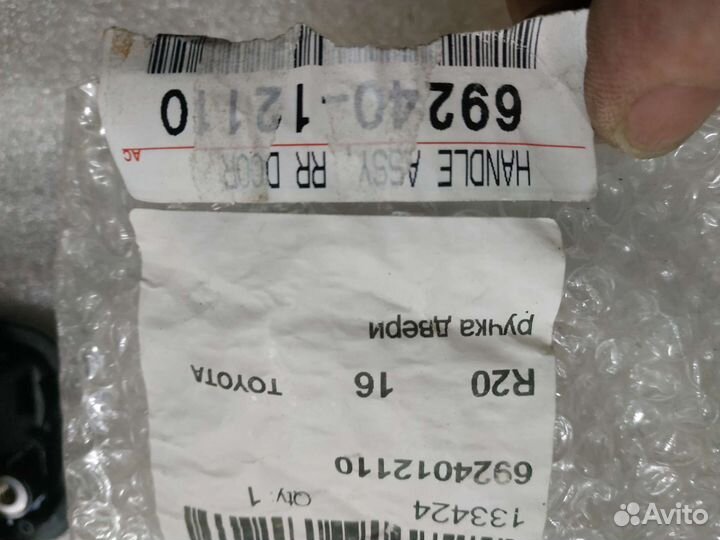 133424
Qty: 1
6924012110
R20 16 TOYOTA
ручка двери
HANDLE ASSY, RR DOOR
AC
69240-12110
Avito